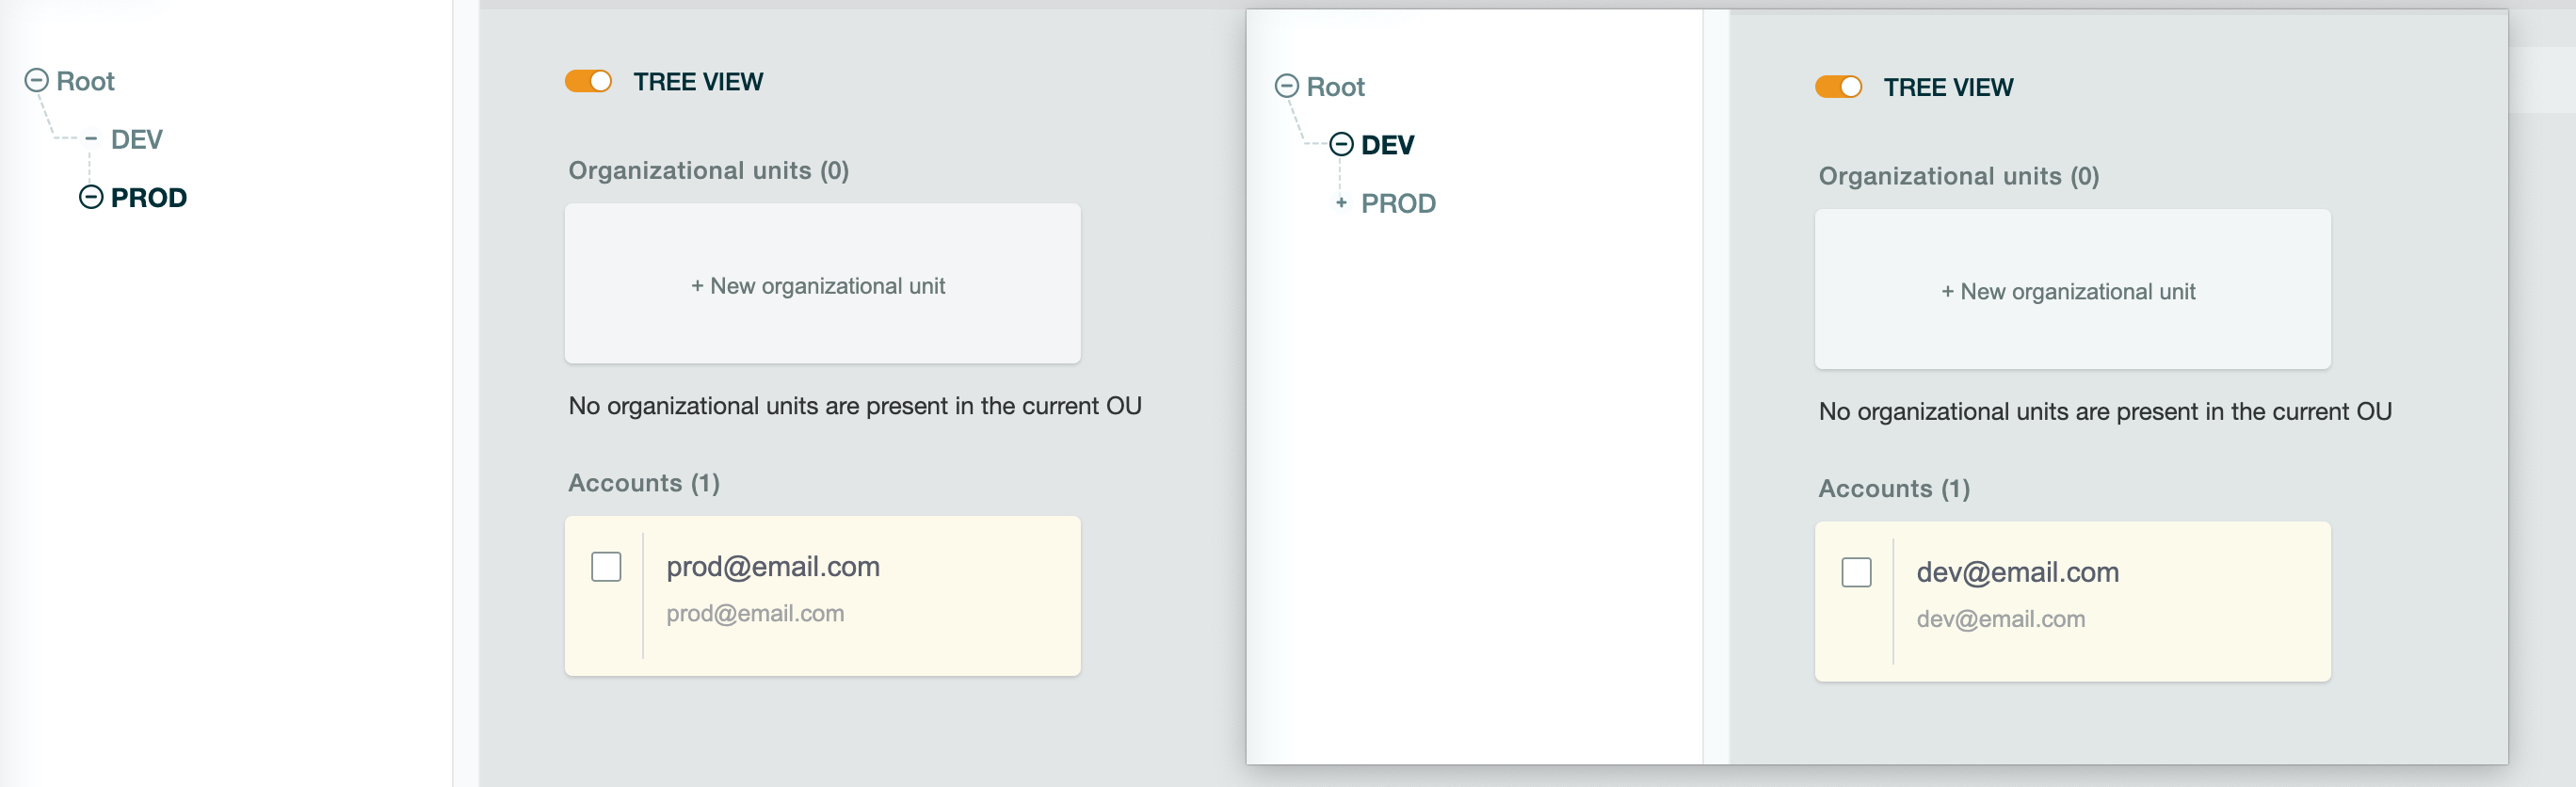 Root
DEV
PROD
TREE VIEW
Organizational units (0)
+ New organizational unit
No organizational units are present in the current OU
Accounts (1)
prod@email.com
prod@email.com
Root
DEV
PROD
TREE VIEW
Organizational units (0)
+ New organizational unit
No organizational units are present in the current OU
Accounts (1)
dev@email.com
dev@email.com